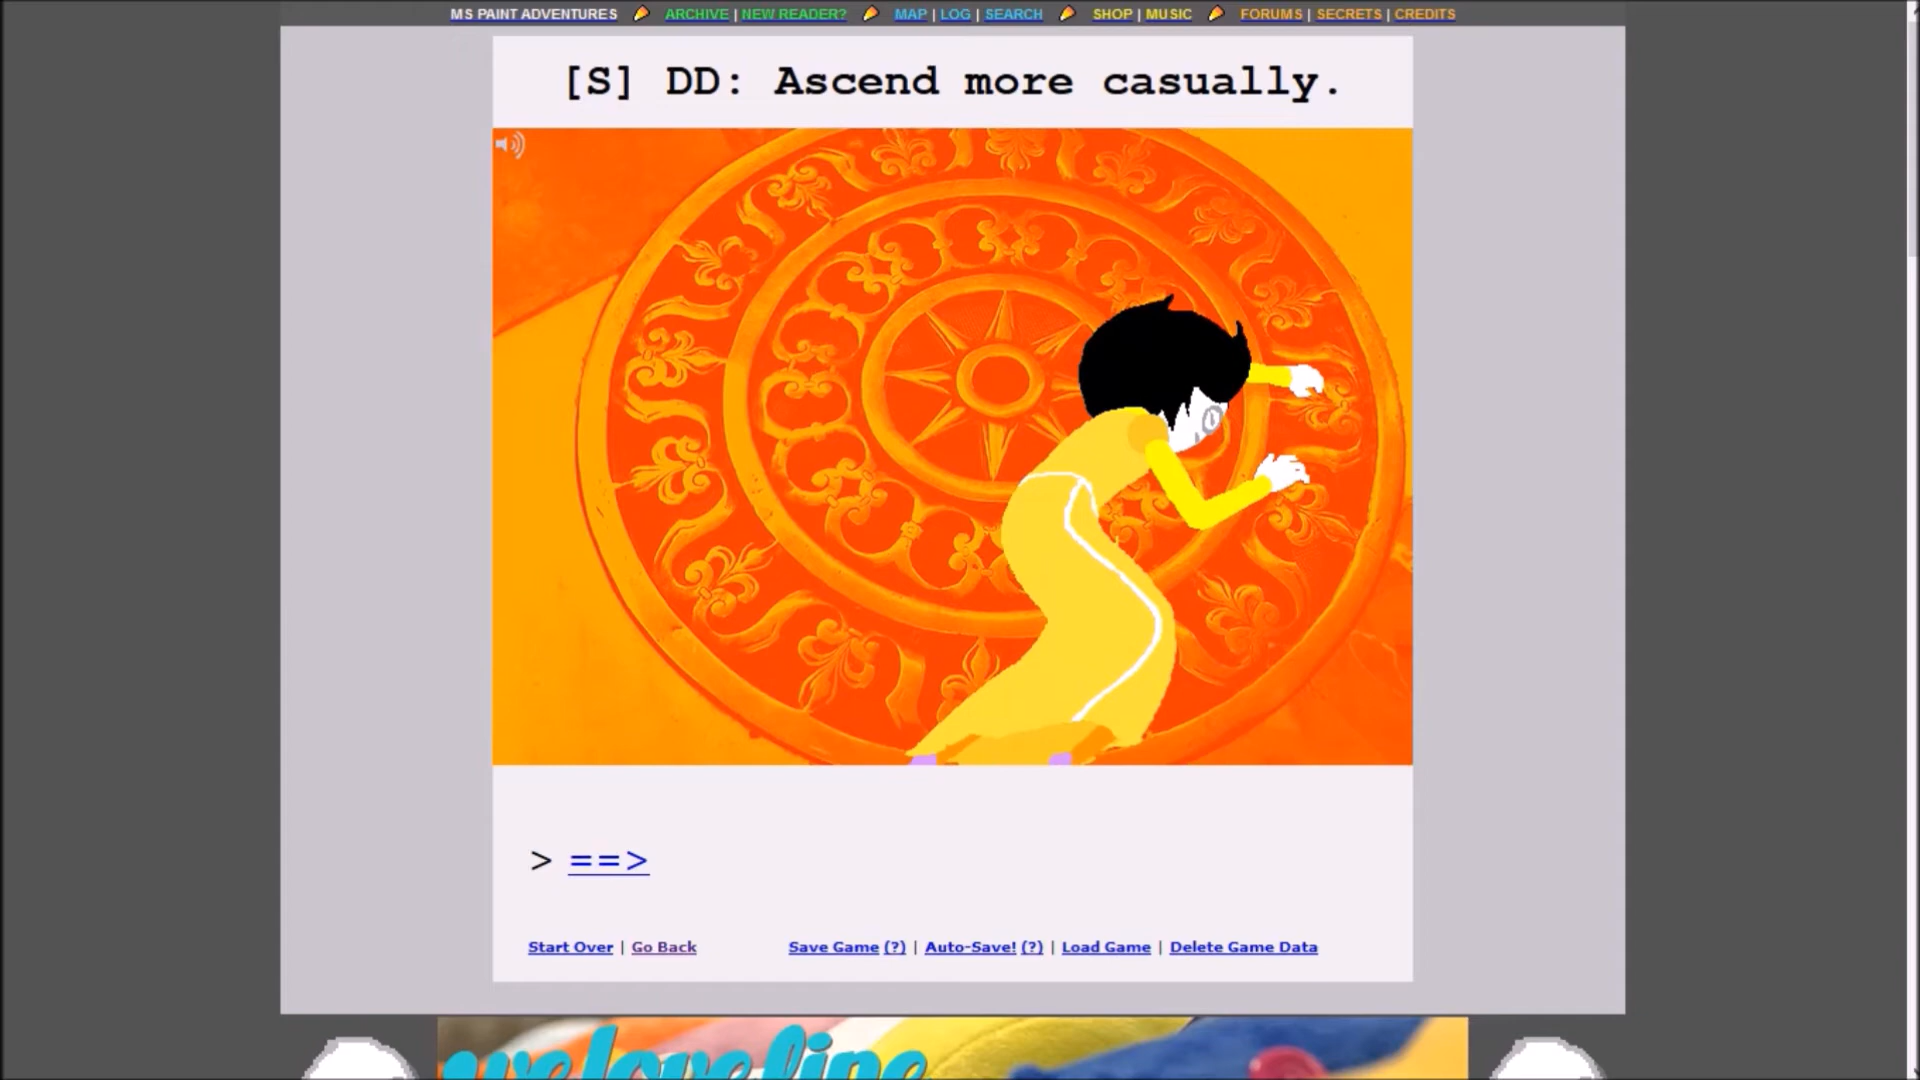 MS PAINT ADVENTURES ARCHIVE | NEW READER? MAP | LOG | SEARCH SHOP | MUSIC FORUMS | SECRETS | CREDITS
[S] DD: Ascend more casually.
> ==>
Start Over | Go Back Save Game (?) | Auto-Save! (?) | Load Game | Delete Game Data
welovefine